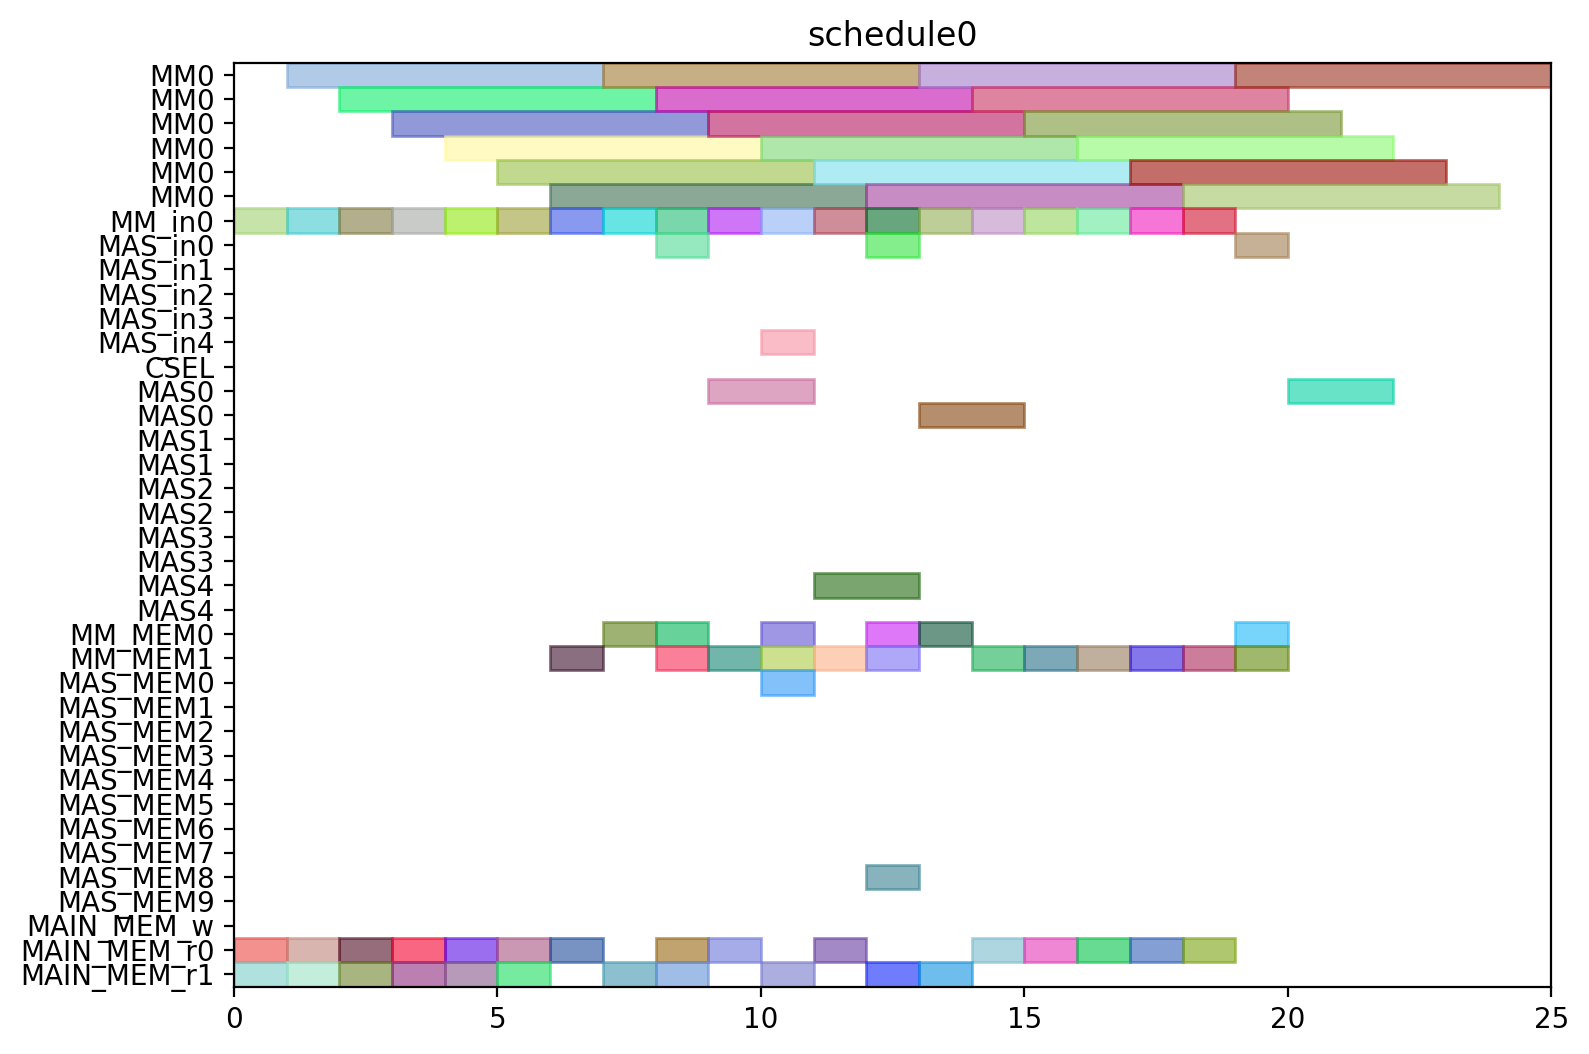 schedule0
MM0
MM0
MM0
MM0
MM0
MM0
MM_in0
MAS_in0
MAS_in1
MAS_in2
MAS_in3
MAS_in4
CSEL
MAS0
MAS0
MAS1
MAS1
MAS2
MAS2
MAS3
MAS3
MAS4
MAS4
MM_MEM0
MM_MEM1
MAS_MEM0
MAS_MEM1
MAS_MEM2
MAS_MEM3
MAS_MEM4
MAS_MEM5
MAS_MEM6
MAS_MEM7
MAS_MEM8
MAS_MEM9
MAIN_MEM_w
MAIN_MEM_r0
MAIN_MEM_r1
0 5 10 15 20 25